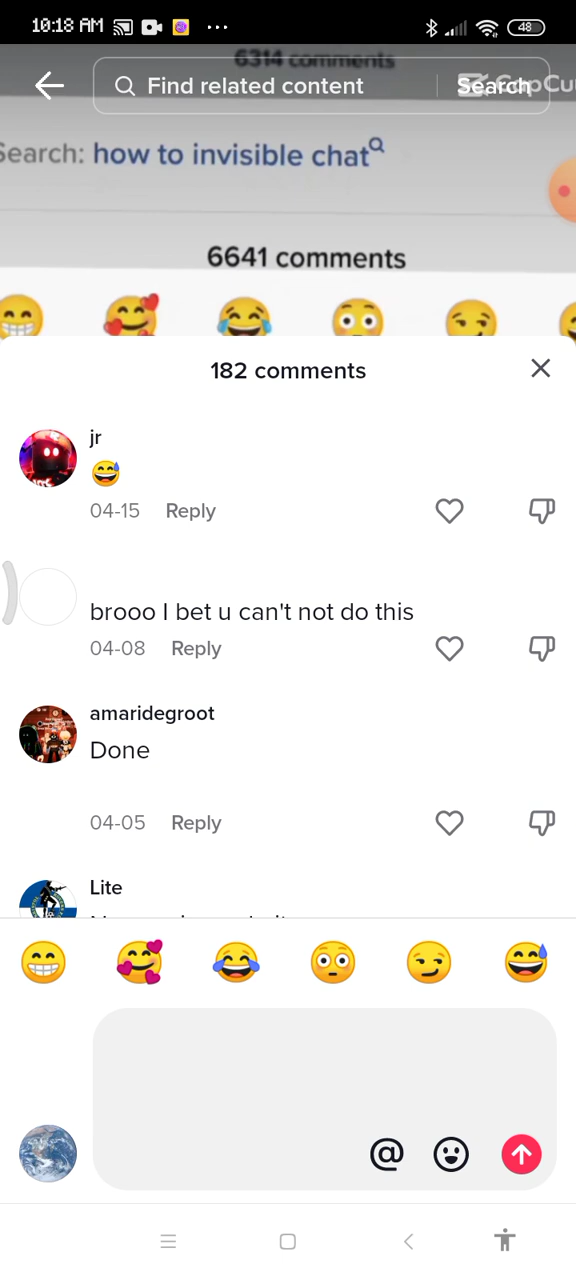 10:18 AM
48
6314 comments
Find related content
Search
Search: how to invisible chat
6641 comments
182 comments
jr
04-15 Reply
brooo I bet u can't not do this
04-08 Reply
amaridegroot
Done
04-05 Reply
Lite
@